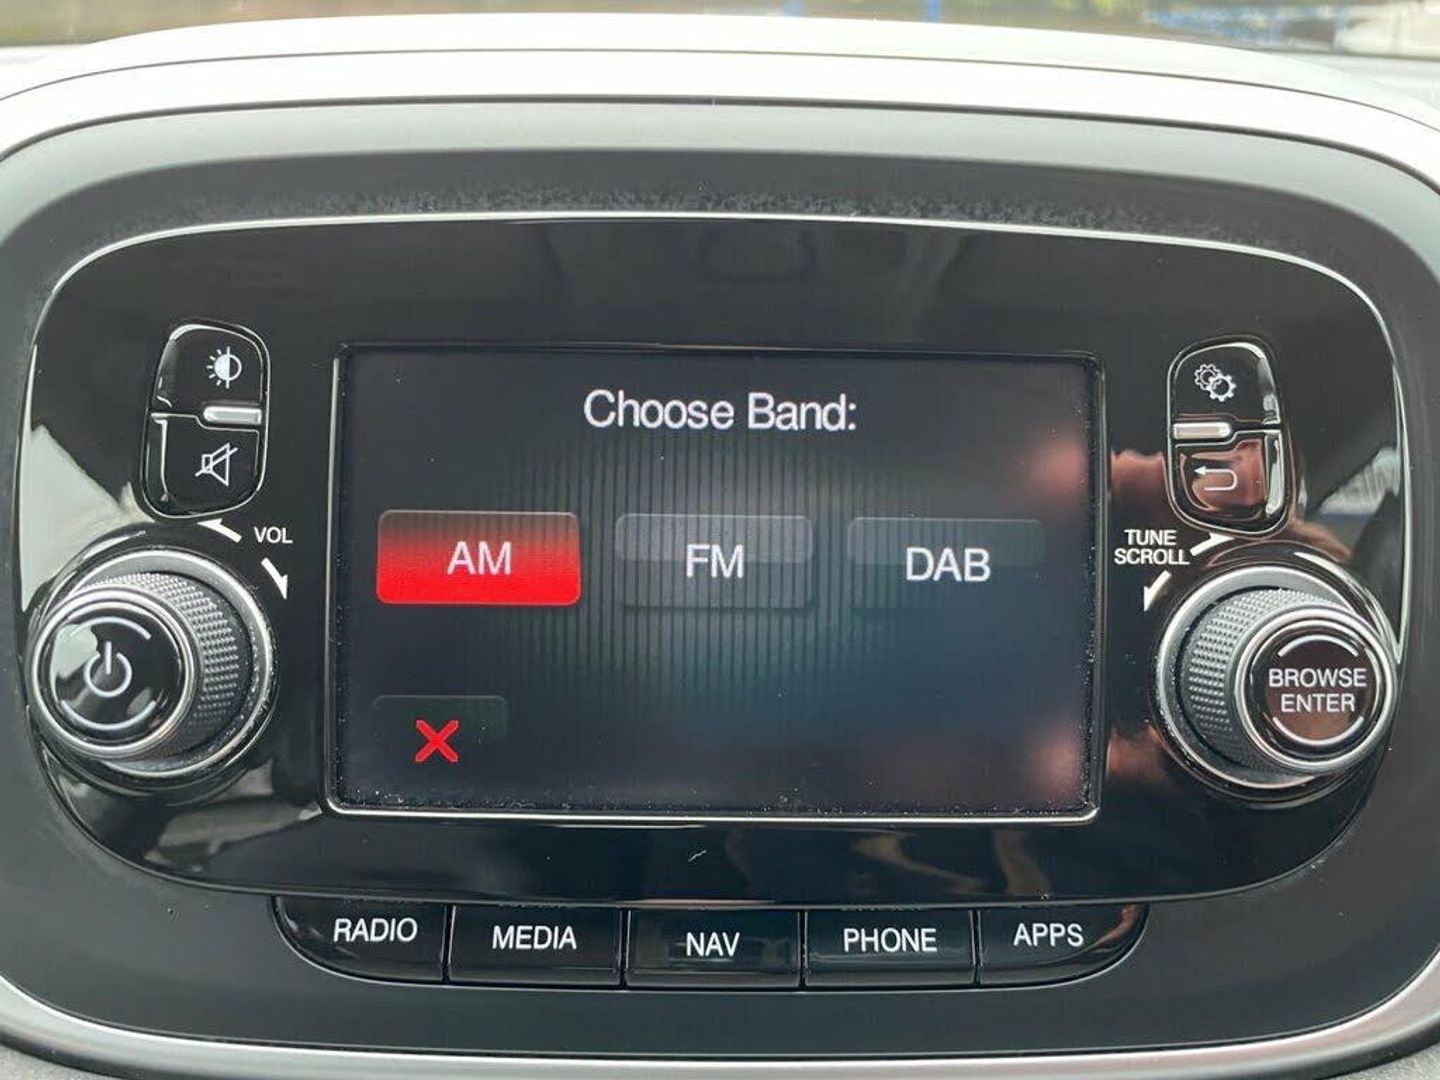 Choose Band:
VOL
AM
FM
DAB
TUNE
SCROLL
BROWSE
ENTER
RADIO
MEDIA
NAV
PHONE
APPS